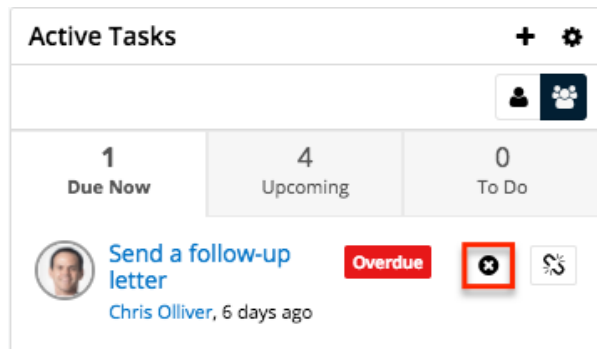 Active Tasks
1 4 0
Due Now Upcoming To Do
Send a follow-up Overdue
letter
Chris Olliver, 6 days ago